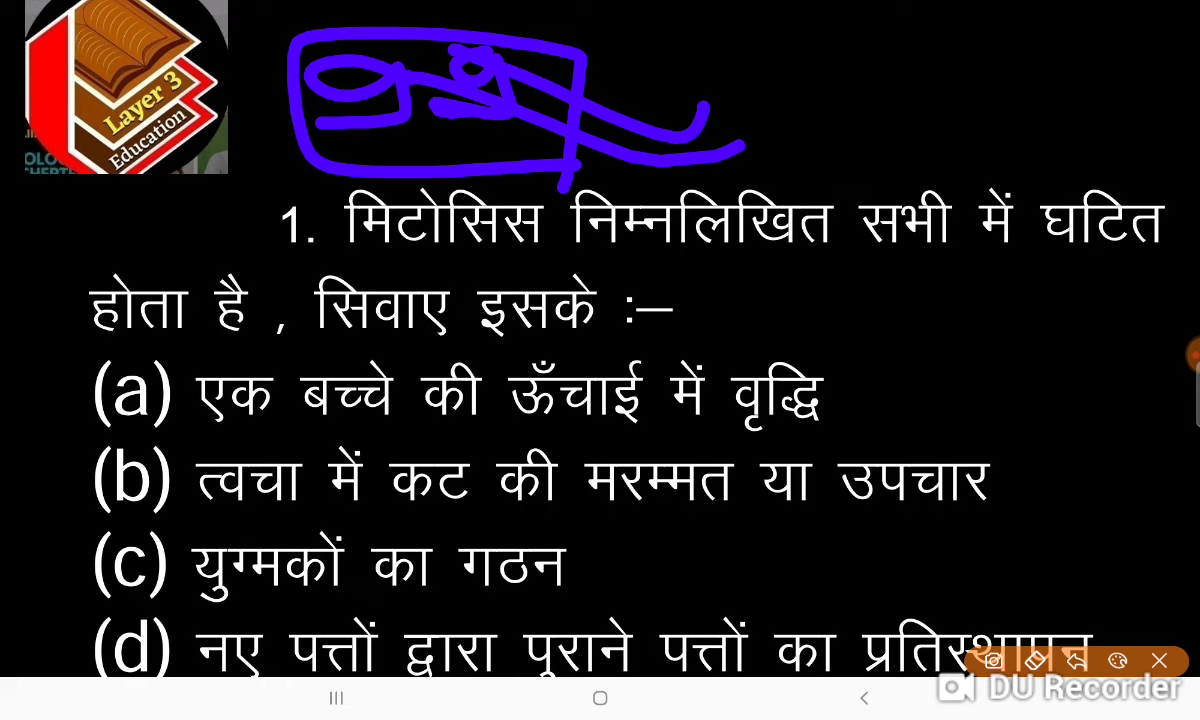 Layer 3
Education
1. मिटोसिस निम्नलिखित सभी में घटित
होता है , सिवाए इसके :–
(a) एक बच्चे की ऊँचाई में वृद्धि
(b) त्वचा में कट की मरम्मत या उपचार
(c) युग्मकों का गठन
(d) नए पत्तों द्वारा पुराने पत्तों का प्रतिस्थापन
DU Recorder